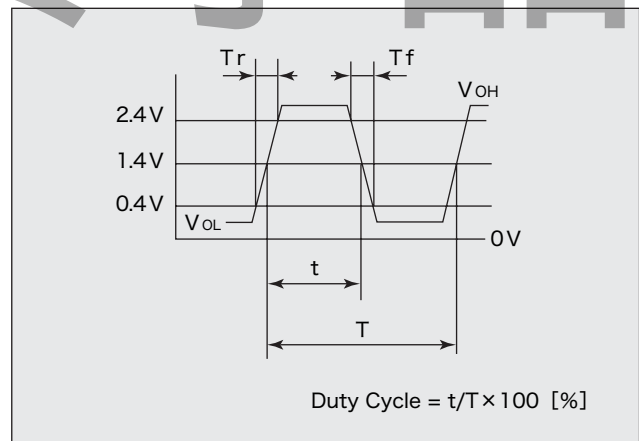 Tr Tf
VOH
2.4V
1.4V
0.4V
VOL
0V
t
T
Duty Cycle = t/T×100 [%]